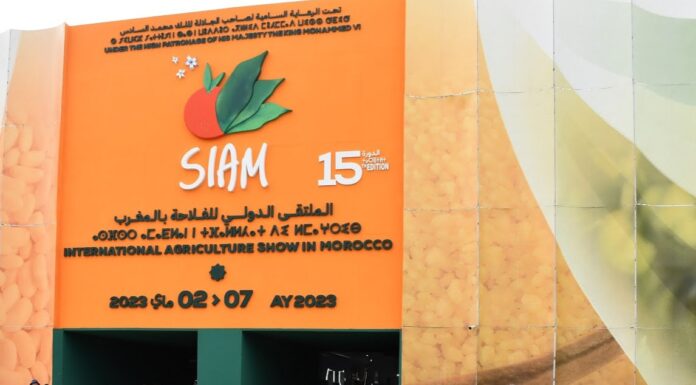 تحت الرعاية السامية لصاحب الجلالة الملك محمد السادس
UNDER THE HIGH PATRONAGE OF HIS MAJESTY THE KING MOHAMMED VI
SIAM
15 الدورة
th EDITION
الملتقى الدولي للفلاحة بالمغرب
INTERNATIONAL AGRICULTURE SHOW IN MOROCCO
2023 ماي 02 > 07 AY 2023